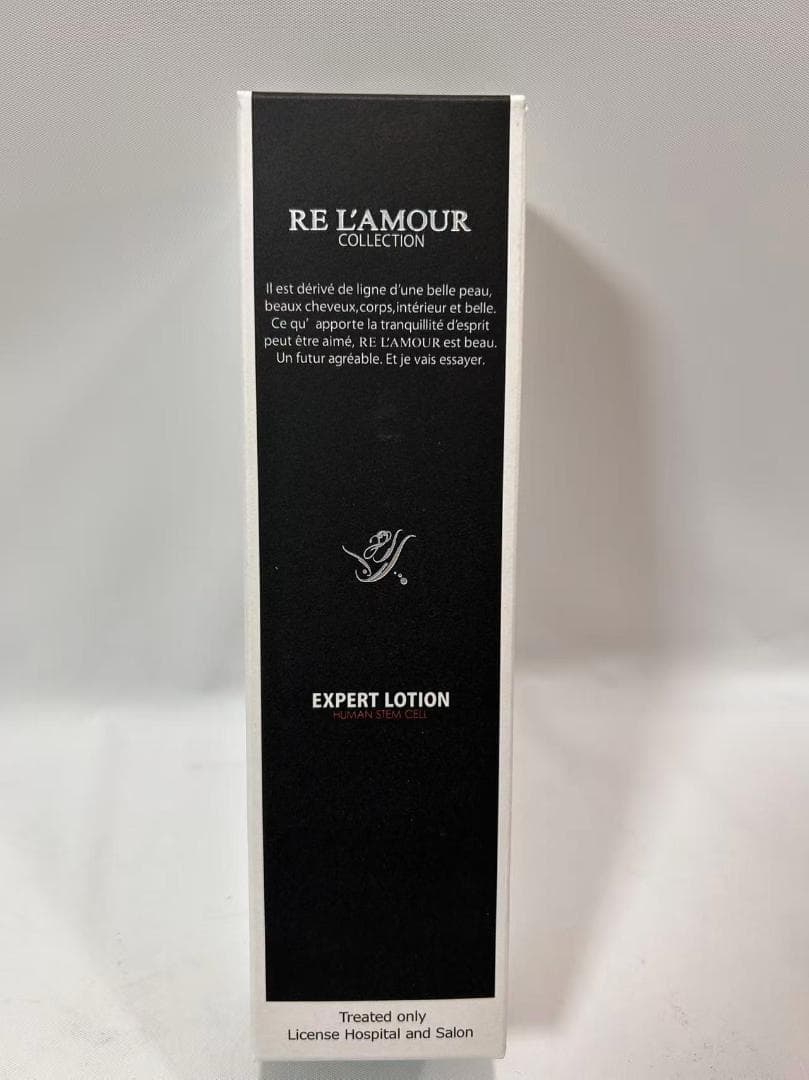 RE L'AMOUR
COLLECTION
Il est dérivé de ligne d'une belle peau,
beaux cheveux,corps,intérieur et belle.
Ce qu' apporte la tranquillité d'esprit
peut être aimé, RE L'AMOUR est beau.
Un futur agréable. Et je vais essayer.
EXPERT LOTION
HUMAN STEM CELL
Treated only
License Hospital and Salon